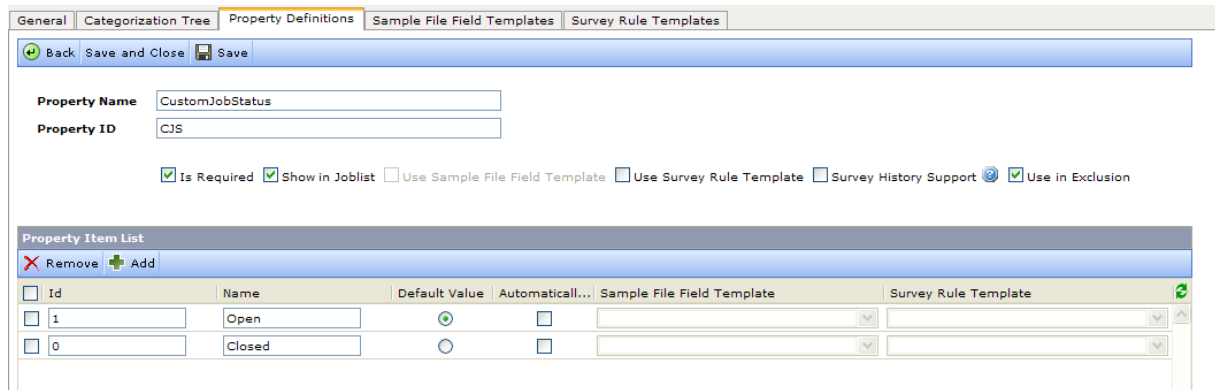 General Categorization Tree Property Definitions Sample File Field Templates Survey Rule Templates
Back Save and Close Save
Property Name CustomJobStatus
Property ID CJS
Is Required Show in Joblist Use Sample File Field Template Use Survey Rule Template Survey History Support Use in Exclusion
Property Item List
Remove Add
Id Name Default Value Automaticall... Sample File Field Template Survey Rule Template
1 Open
0 Closed